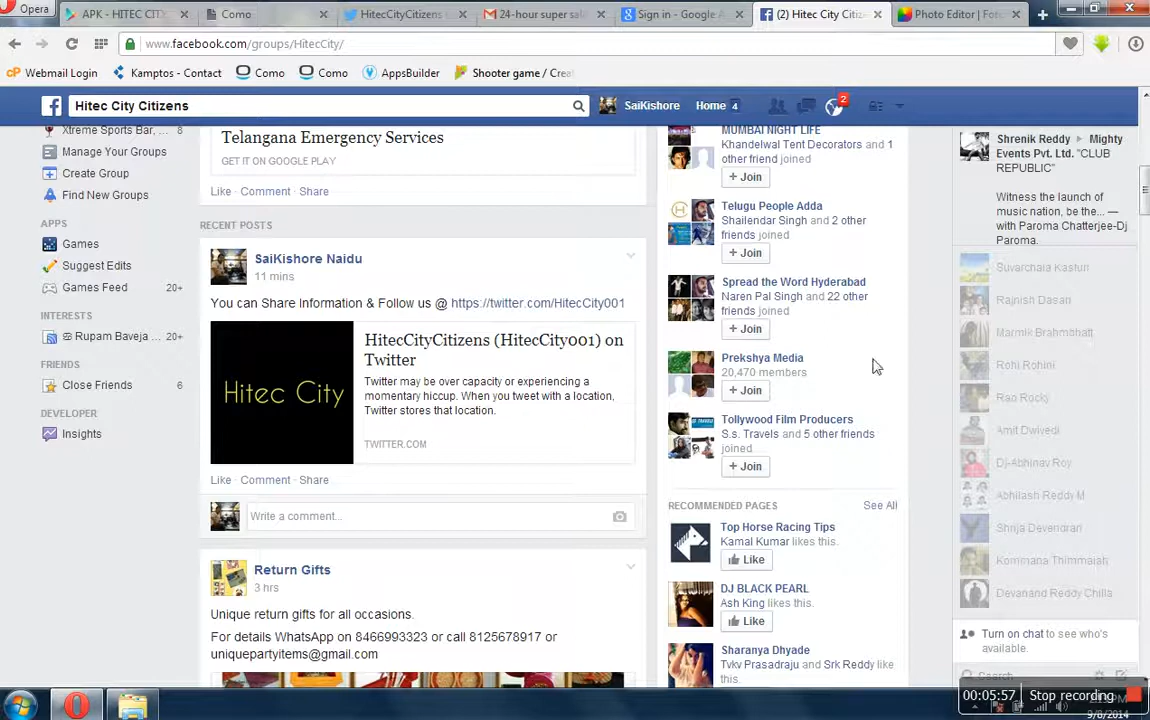 Opera
APK - HITEC CIT
Como
HitecCityCitizens
24-hour super sal
Sign in - Google A
(2) Hitec City Citiz
Photo Editor | Fot
www.facebook.com/groups/HitecCity/
Webmail Login
Kamptos - Contact
Como
Como
AppsBuilder
Shooter game / Crea
Hitec City Citizens
SaiKishore
Home 4
2
Xtreme Sports Bar, ... 8
Manage Your Groups
Create Group
Find New Groups
APPS
Games
Suggest Edits
Games Feed 20+
INTERESTS
Rupam Baveja ... 20+
FRIENDS
Close Friends 6
DEVELOPER
Insights
Telangana Emergency Services
GET IT ON GOOGLE PLAY
Like · Comment · Share
RECENT POSTS
SaiKishore Naidu
11 mins
You can Share Information & Follow us @ https://twitter.com/HitecCity001
Hitec City
HitecCityCitizens (HitecCity001) on
Twitter
Twitter may be over capacity or experiencing a
momentary hiccup. When you tweet with a location,
Twitter stores that location.
TWITTER.COM
Like · Comment · Share
Write a comment...
Return Gifts
3 hrs
Unique return gifts for all occasions.
For details WhatsApp on 8466993323 or call 8125678917 or
uniquepartyitems@gmail.com
MUMBAI NIGHT LIFE
Khandelwal Tent Decorators and 1
other friend joined
+ Join
Telugu People Adda
Shailendar Singh and 2 other
friends joined
+ Join
Spread the Word Hyderabad
Naren Pal Singh and 22 other
friends joined
+ Join
Prekshya Media
20,470 members
+ Join
Tollywood Film Producers
S.s. Travels and 5 other friends
joined
+ Join
RECOMMENDED PAGES
See All
Top Horse Racing Tips
Kamal Kumar likes this.
Like
DJ BLACK PEARL
Ash King likes this.
Like
Sharanya Dhyade
Tvkv Prasadraju and Srk Reddy like
this.
Shrenik Reddy ▸ Mighty
Events Pvt. Ltd. "CLUB
REPUBLIC"
Witness the launch of
music nation, be the... —
with Paroma Chatterjee-Dj
Paroma.
Suvarchala Kasturi
Rajnish Dasari
Marmik Brahmbhatt
Rohi Rohini
Rao Rocky
Amit Dwivedi
Dj-Abhinav Roy
Abhilash Reddy M
Shrija Devendran
Kommana Thimmaiah
Devanand Reddy Chilla
Turn on chat to see who's
available.
Search
00:05:57
Stop recording
9/8/2014